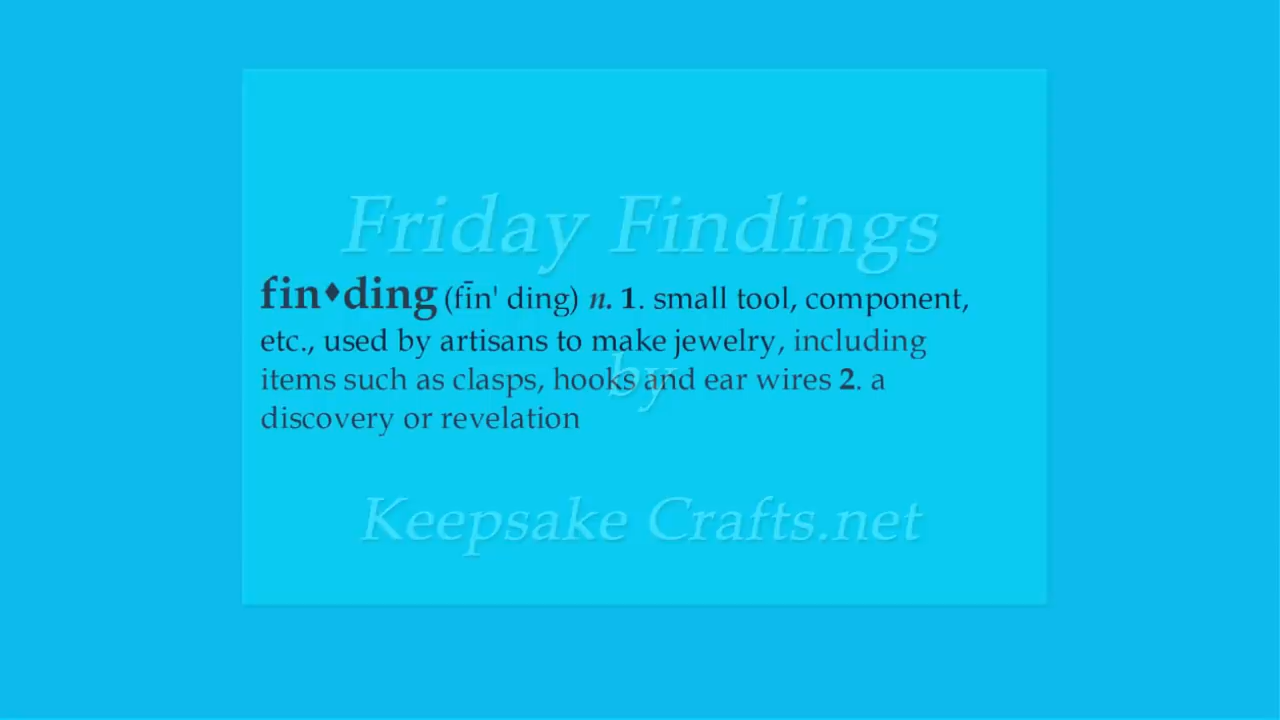 Friday Findings
fin♦ding (fīn' ding) n. 1. small tool, component,
etc., used by artisans to make jewelry, including
by
items such as clasps, hooks and ear wires 2. a
discovery or revelation
Keepsake Crafts.net